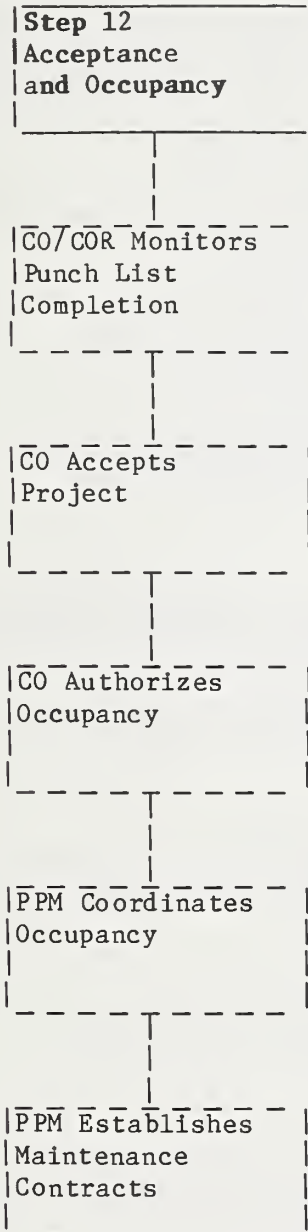 Step 12
Acceptance
and Occupancy
CO/COR Monitors
Punch List
Completion
CO Accepts
Project
CO Authorizes
Occupancy
PPM Coordinates
Occupancy
PPM Establishes
Maintenance
Contracts